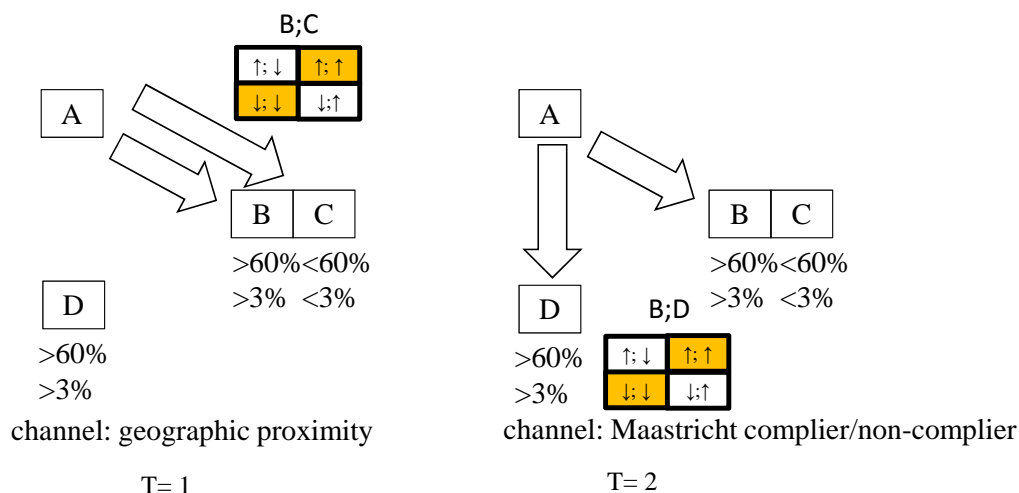 B;C
↑; ↓ ↑; ↑
↓; ↓ ↓;↑
A
B C
>60% <60%
>3% <3%
D
>60%
>3%
channel: geographic proximity
T= 1
A
B C
>60% <60%
>3% <3%
D
>60%
>3%
B;D
↑; ↓ ↑; ↑
↓; ↓ ↓;↑
channel: Maastricht complier/non-complier
T= 2